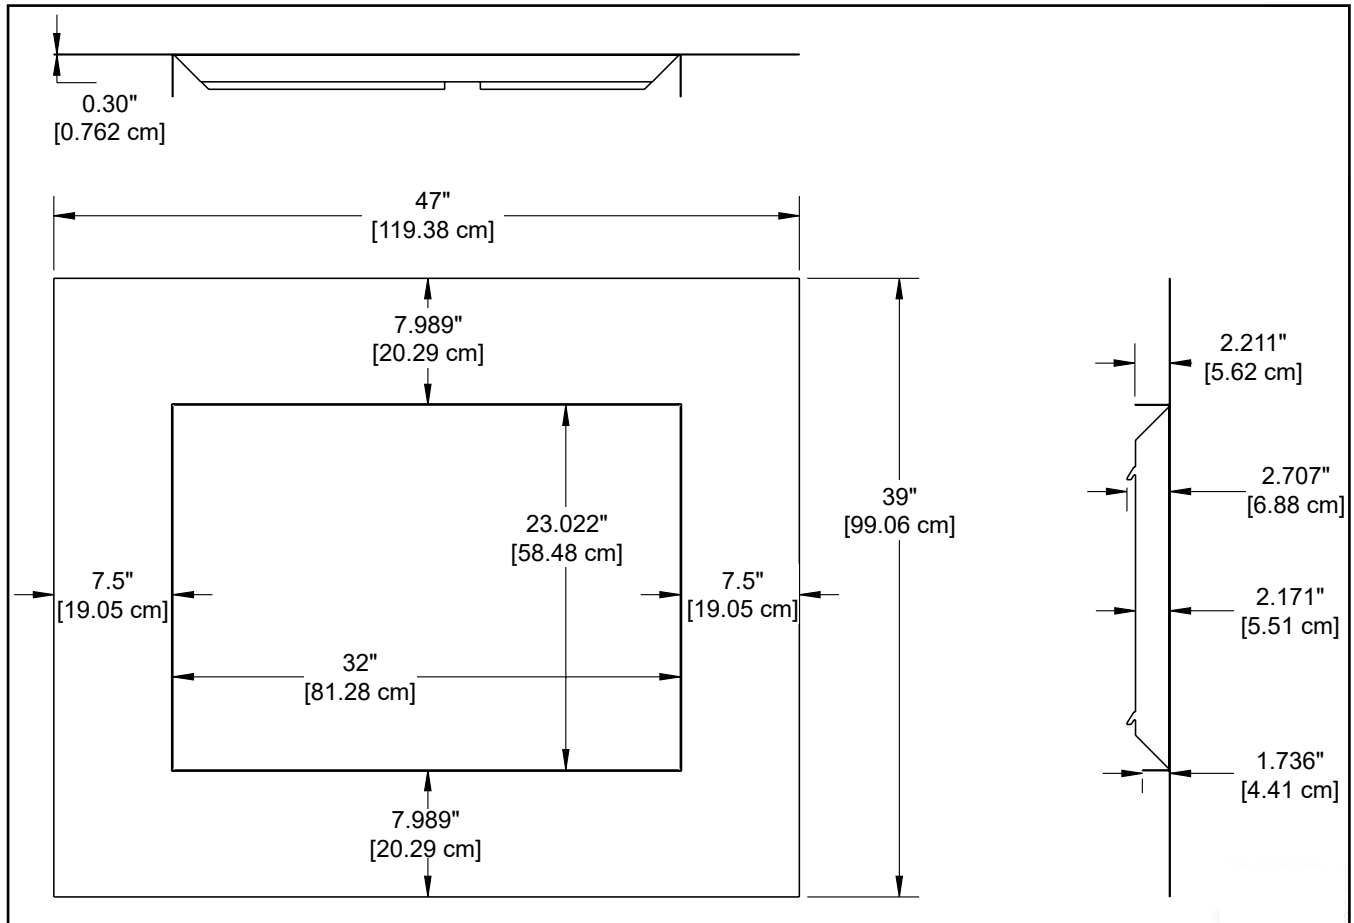 0.30"
[0.762 cm]
47"
[119.38 cm]
7.989"
[20.29 cm]
2.211"
[5.62 cm]
2.707"
[6.88 cm]
39"
[99.06 cm]
23.022"
[58.48 cm]
7.5"
[19.05 cm]
7.5"
[19.05 cm]
2.171"
[5.51 cm]
32"
[81.28 cm]
1.736"
[4.41 cm]
7.989"
[20.29 cm]